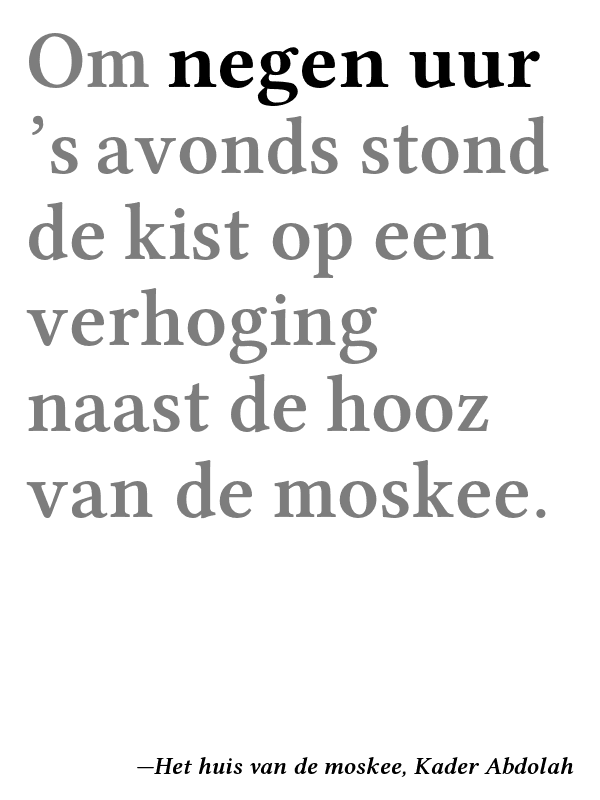 Om negen uur
’s avonds stond
de kist op een
verhoging
naast de hooz
van de moskee.
—Het huis van de moskee, Kader Abdolah